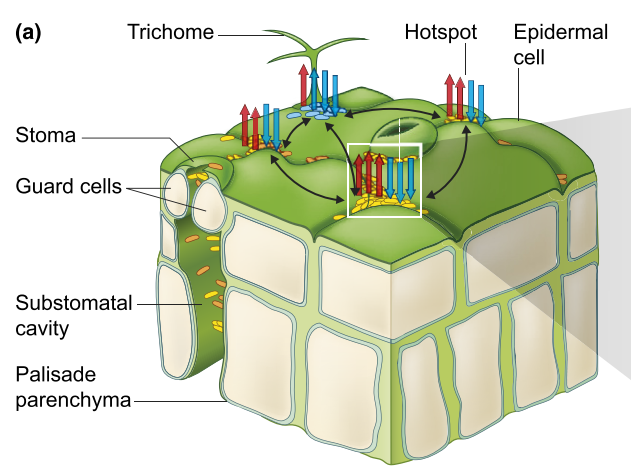 (a)
Trichome
Hotspot
Epidermal
cell
Stoma
Guard cells
Substomatal
cavity
Palisade
parenchyma